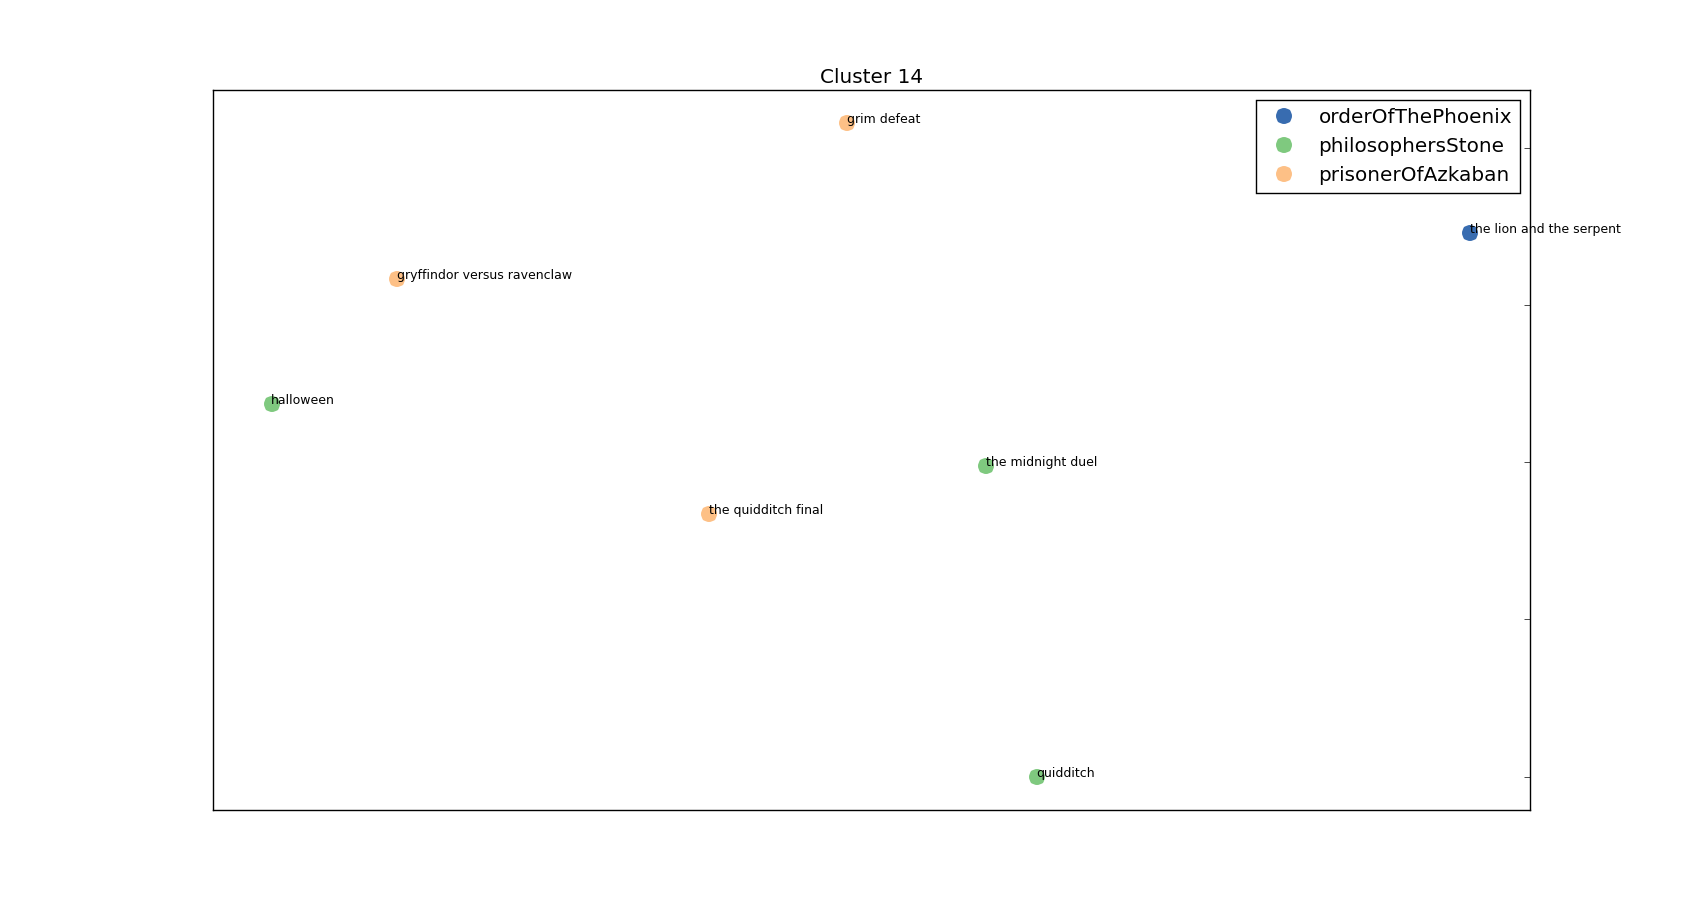 Cluster 14
orderOfThePhoenix
philosophersStone
prisonerOfAzkaban
grim defeat
the lion and the serpent
gryffindor versus ravenclaw
halloween
the midnight duel
the quidditch final
quidditch